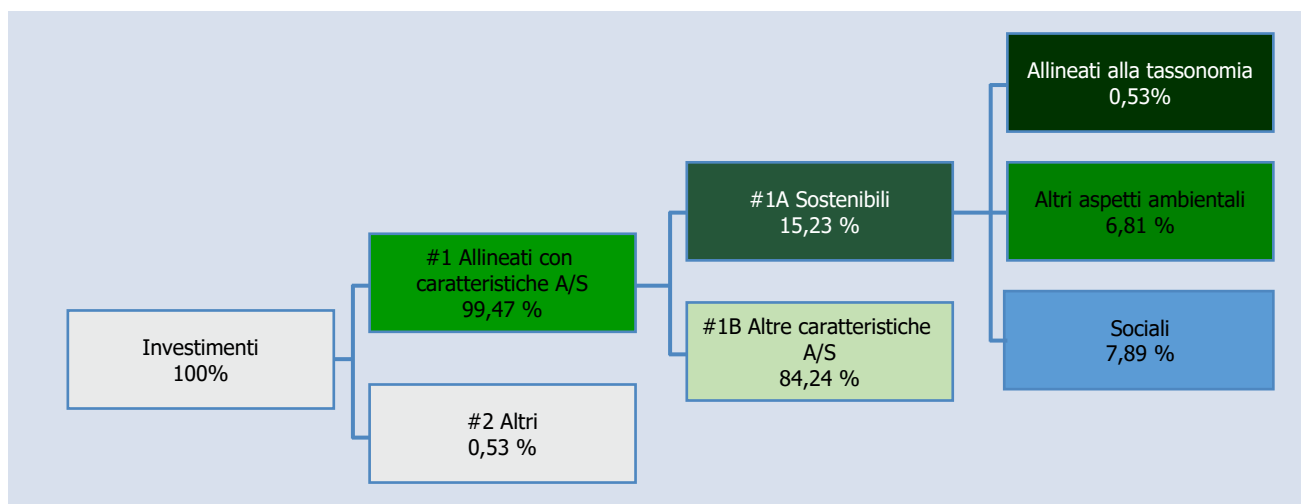 Investimenti
100%
#1 Allineati con
caratteristiche A/S
99,47 %
#2 Altri
0,53 %
#1A Sostenibili
15,23 %
#1B Altre caratteristiche
A/S
84,24 %
Allineati alla tassonomia
0,53%
Altri aspetti ambientali
6,81 %
Sociali
7,89 %